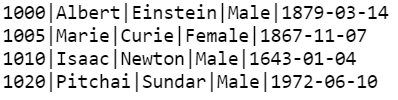 1000|Albert|Einstein|Male|1879-03-14
1005|Marie|Curie|Female|1867-11-07
1010|Isaac|Newton|Male|1643-01-04
1020|Pitchai|Sundar|Male|1972-06-10